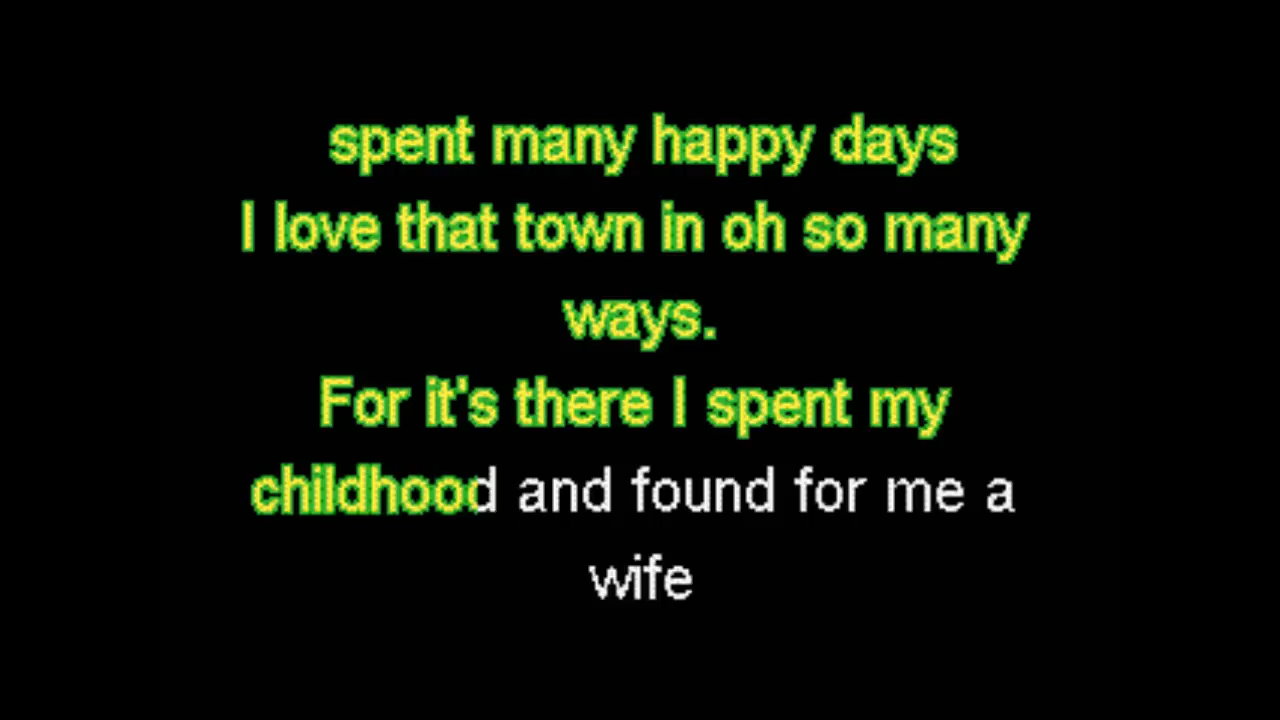 spent many happy days
I love that town in oh so many
ways.
For it's there I spent my
childhood and found for me a
wife